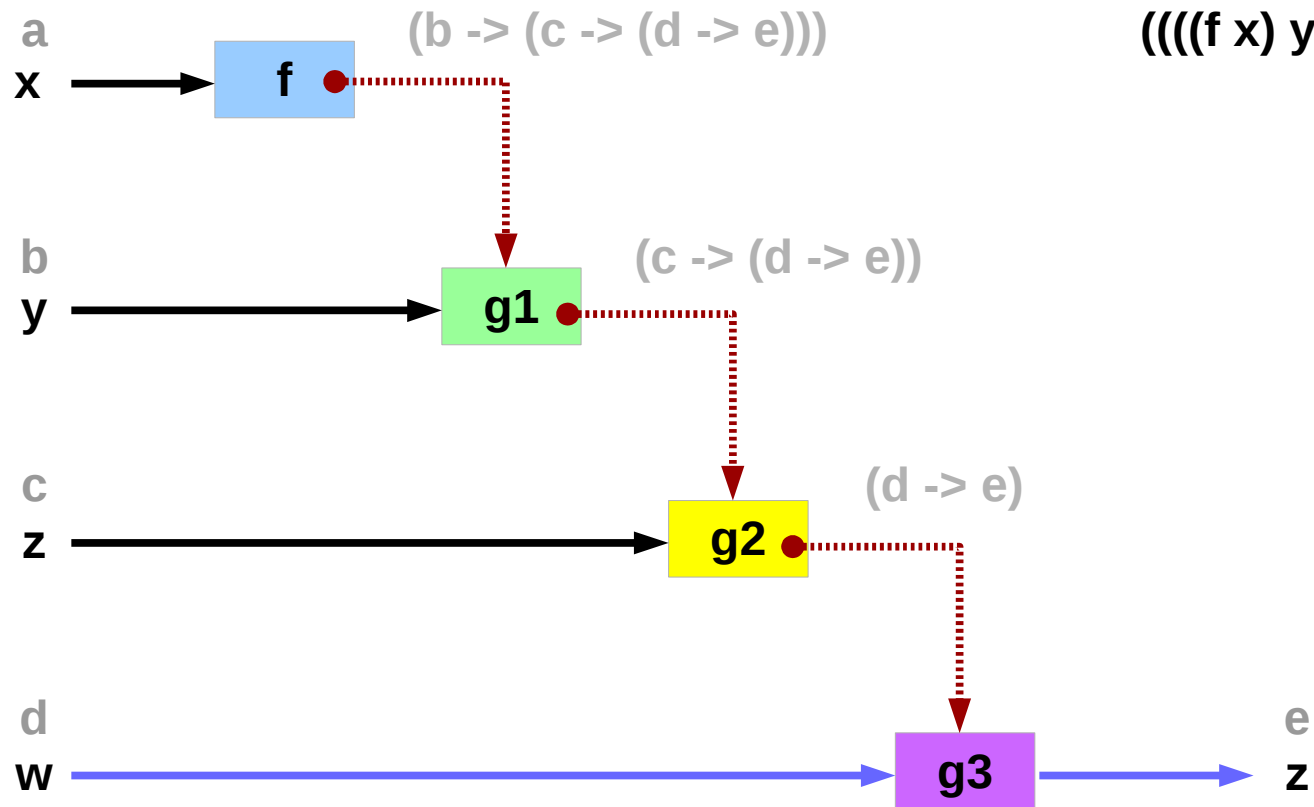 a (b -> (c -> (d -> e))) ((((f x) y
x f
b (c -> (d -> e))
y g1
c (d -> e)
z g2
d e
w g3 z